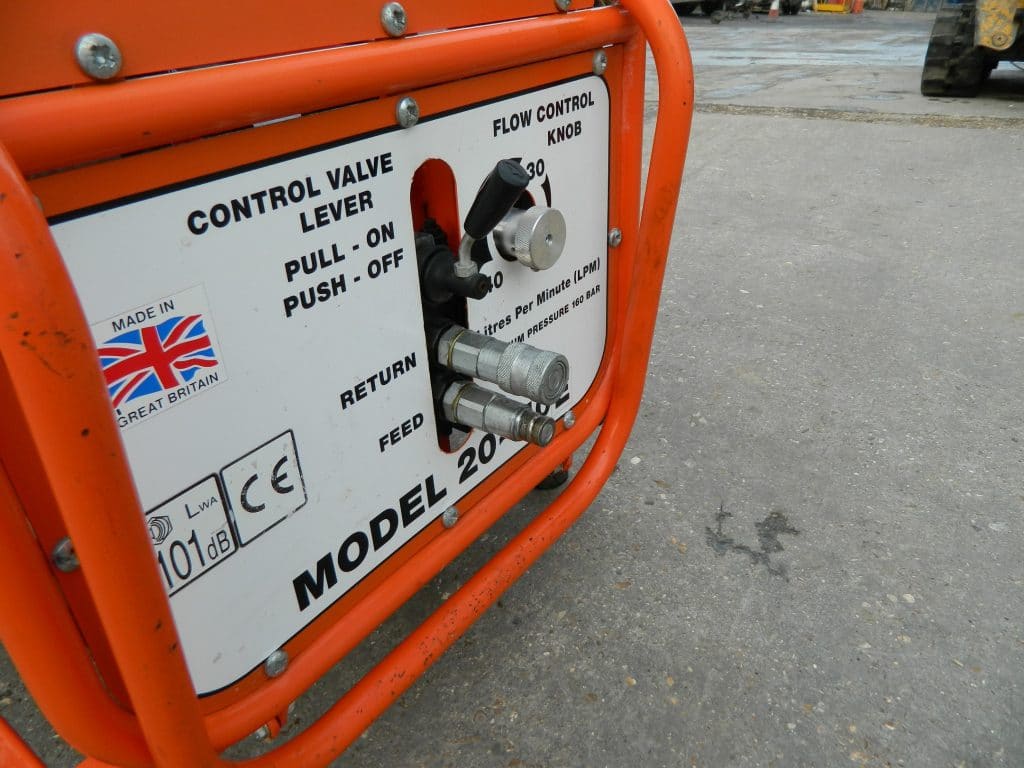 CONTROL VALVE
LEVER
PULL - ON
PUSH - OFF
FLOW CONTROL
KNOB
30
40
Litres Per Minute (LPM)
PRESSURE 160 BAR
MADE IN
GREAT BRITAIN
RETURN
FEED
LWA
101dB
CE
MODEL